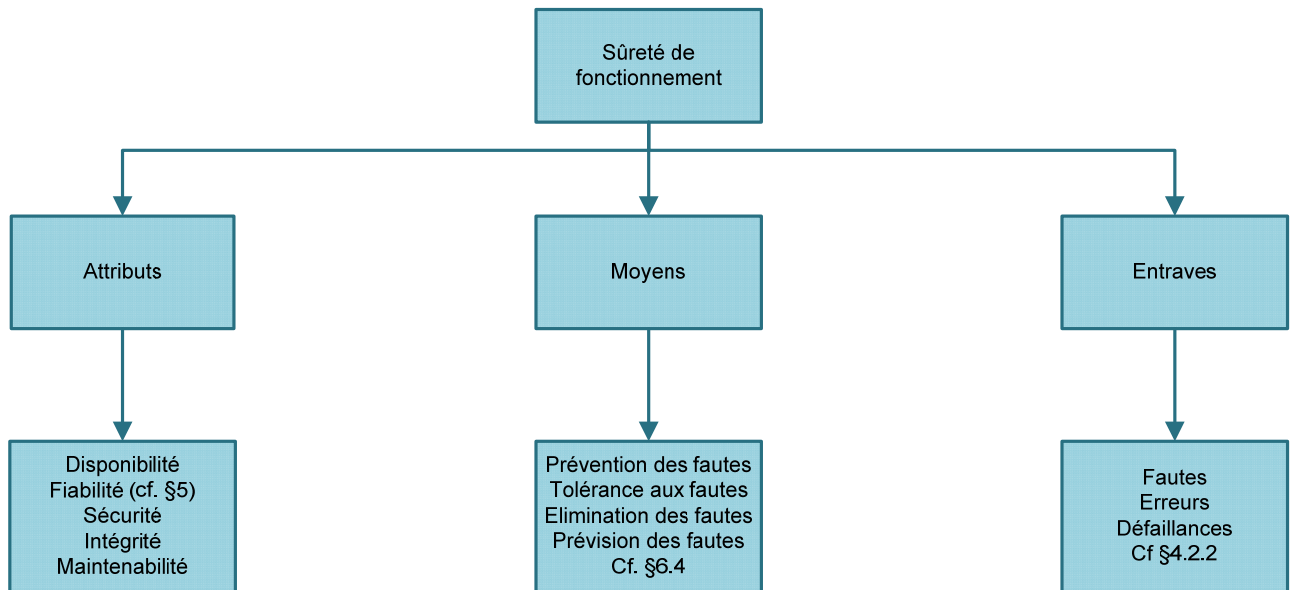 Sûreté de
fonctionnement
Attributs
Moyens
Entraves
Disponibilité
Fiabilité (cf. §5)
Sécurité
Intégrité
Maintenabilité
Prévention des fautes
Tolérance aux fautes
Elimination des fautes
Prévision des fautes
Cf. §6.4
Fautes
Erreurs
Défaillances
Cf §4.2.2